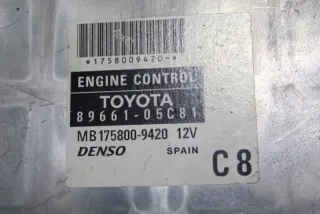 *1758009420-*
ENGINE CONTROL
TOYOTA
89661-05C81
MB175800-9420 12V
DENSO SPAIN C8